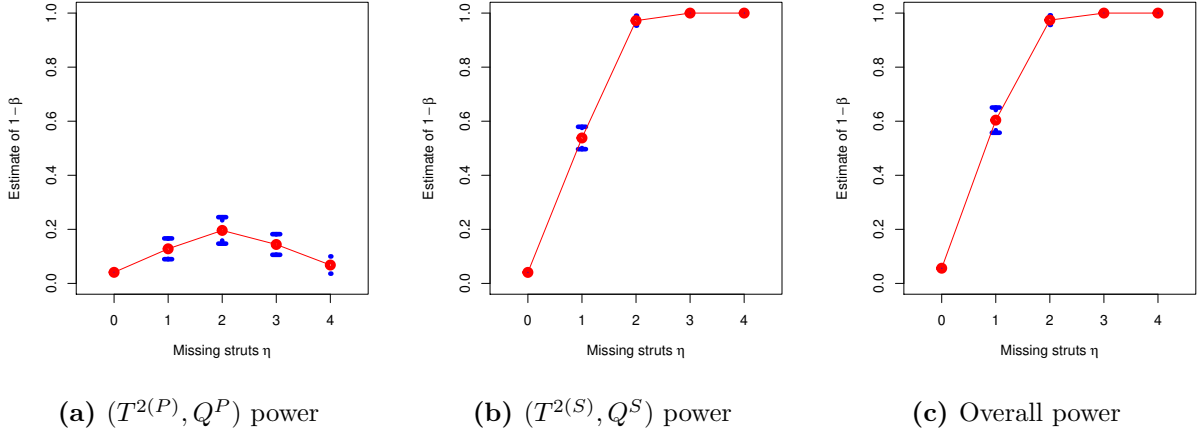 1.0
0.8
0.6
0.4
0.2
0.0
Estimate of 1 − β
0 1 2 3 4
Missing struts η
(a) (T^{2(P)}, Q^P) power
1.0
0.8
0.6
0.4
0.2
0.0
Estimate of 1 − β
0 1 2 3 4
Missing struts η
(b) (T^{2(S)}, Q^S) power
1.0
0.8
0.6
0.4
0.2
0.0
Estimate of 1 − β
0 1 2 3 4
Missing struts η
(c) Overall power